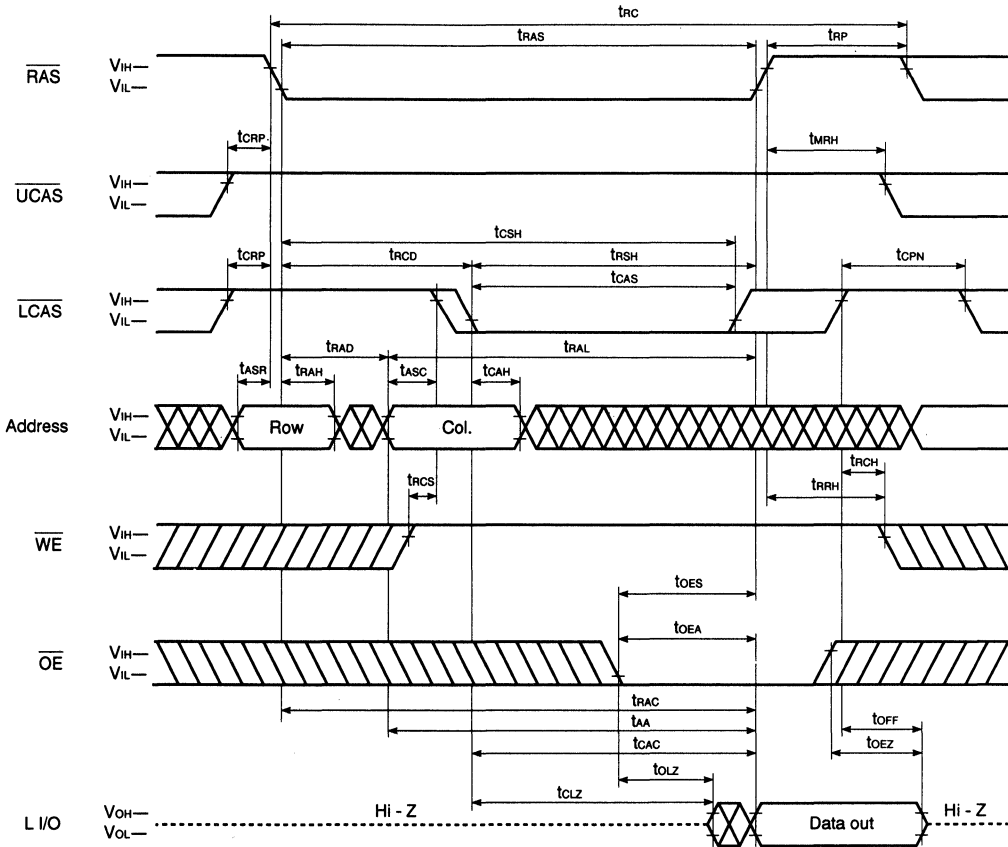 tRC
tRAS tRP
RAS VIH—
VIL—
tCRP tMRH
UCAS VIH—
VIL—
tCSH
tCRP tRCD tRSH tCPN
tCAS
LCAS VIH—
VIL—
tRAD tRAL
tASR tRAH tASC tCAH
Address VIH—
VIL—
Row Col.
tRCS tRCH
tRRH
WE VIH—
VIL—
tOES
tOEA
OE VIH—
VIL—
tRAC
tAA tOFF
tCAC tOEZ
tOLZ
tCLZ
L I/O VOH—
VOL—
Hi - Z Data out Hi - Z